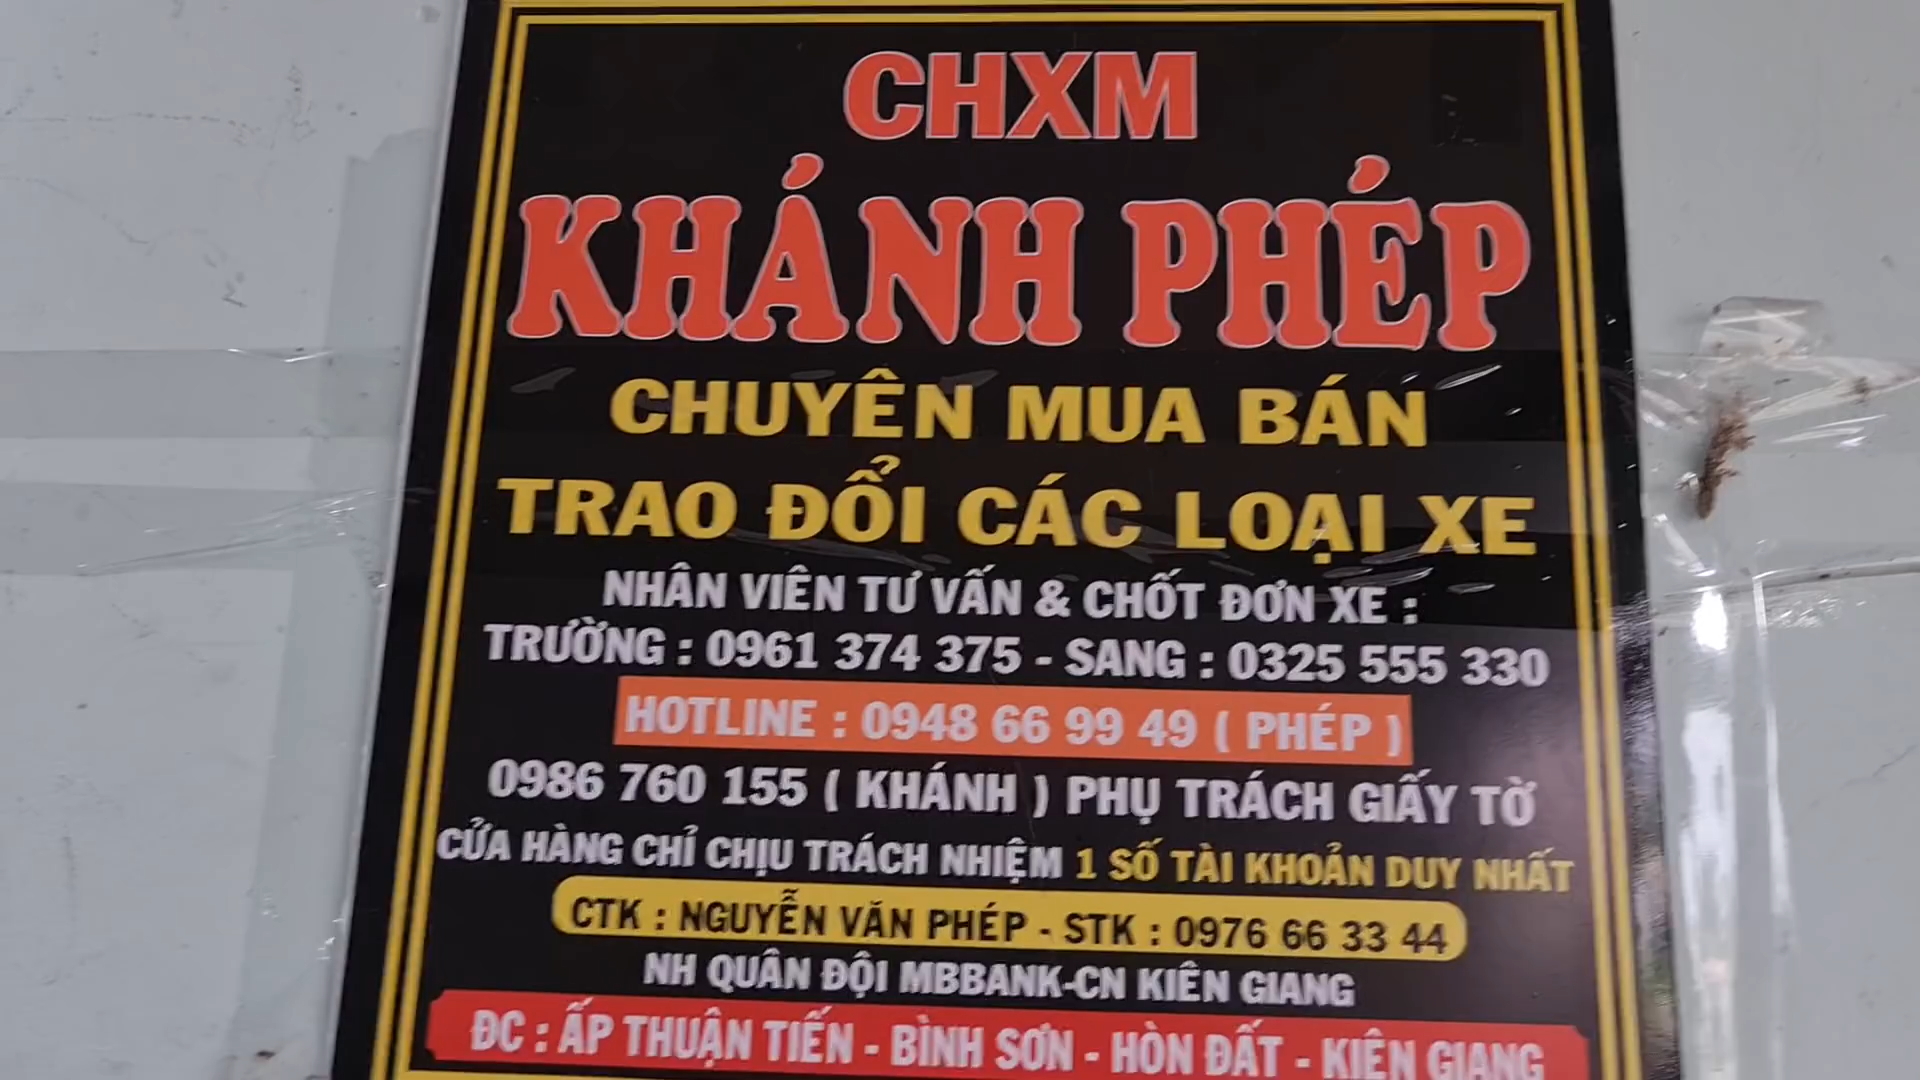 CHXM
KHÁNH PHÉP
CHUYÊN MUA BÁN
TRAO ĐỔI CÁC LOẠI XE
NHÂN VIÊN TƯ VẤN & CHỐT ĐƠN XE :
TRƯỜNG : 0961 374 375 - SANG : 0325 555 330
HOTLINE : 0948 66 99 49 ( PHÉP )
0986 760 155 ( KHÁNH ) PHỤ TRÁCH GIẤY TỜ
CỬA HÀNG CHỈ CHỊU TRÁCH NHIỆM 1 SỐ TÀI KHOẢN DUY NHẤT
CTK : NGUYỄN VĂN PHÉP - STK : 0976 66 33 44
NH QUÂN ĐỘI MBBANK-CN KIÊN GIANG
ĐC : ẤP THUẬN TIẾN - BÌNH SƠN - HÒN ĐẤT - KIÊN GIANG